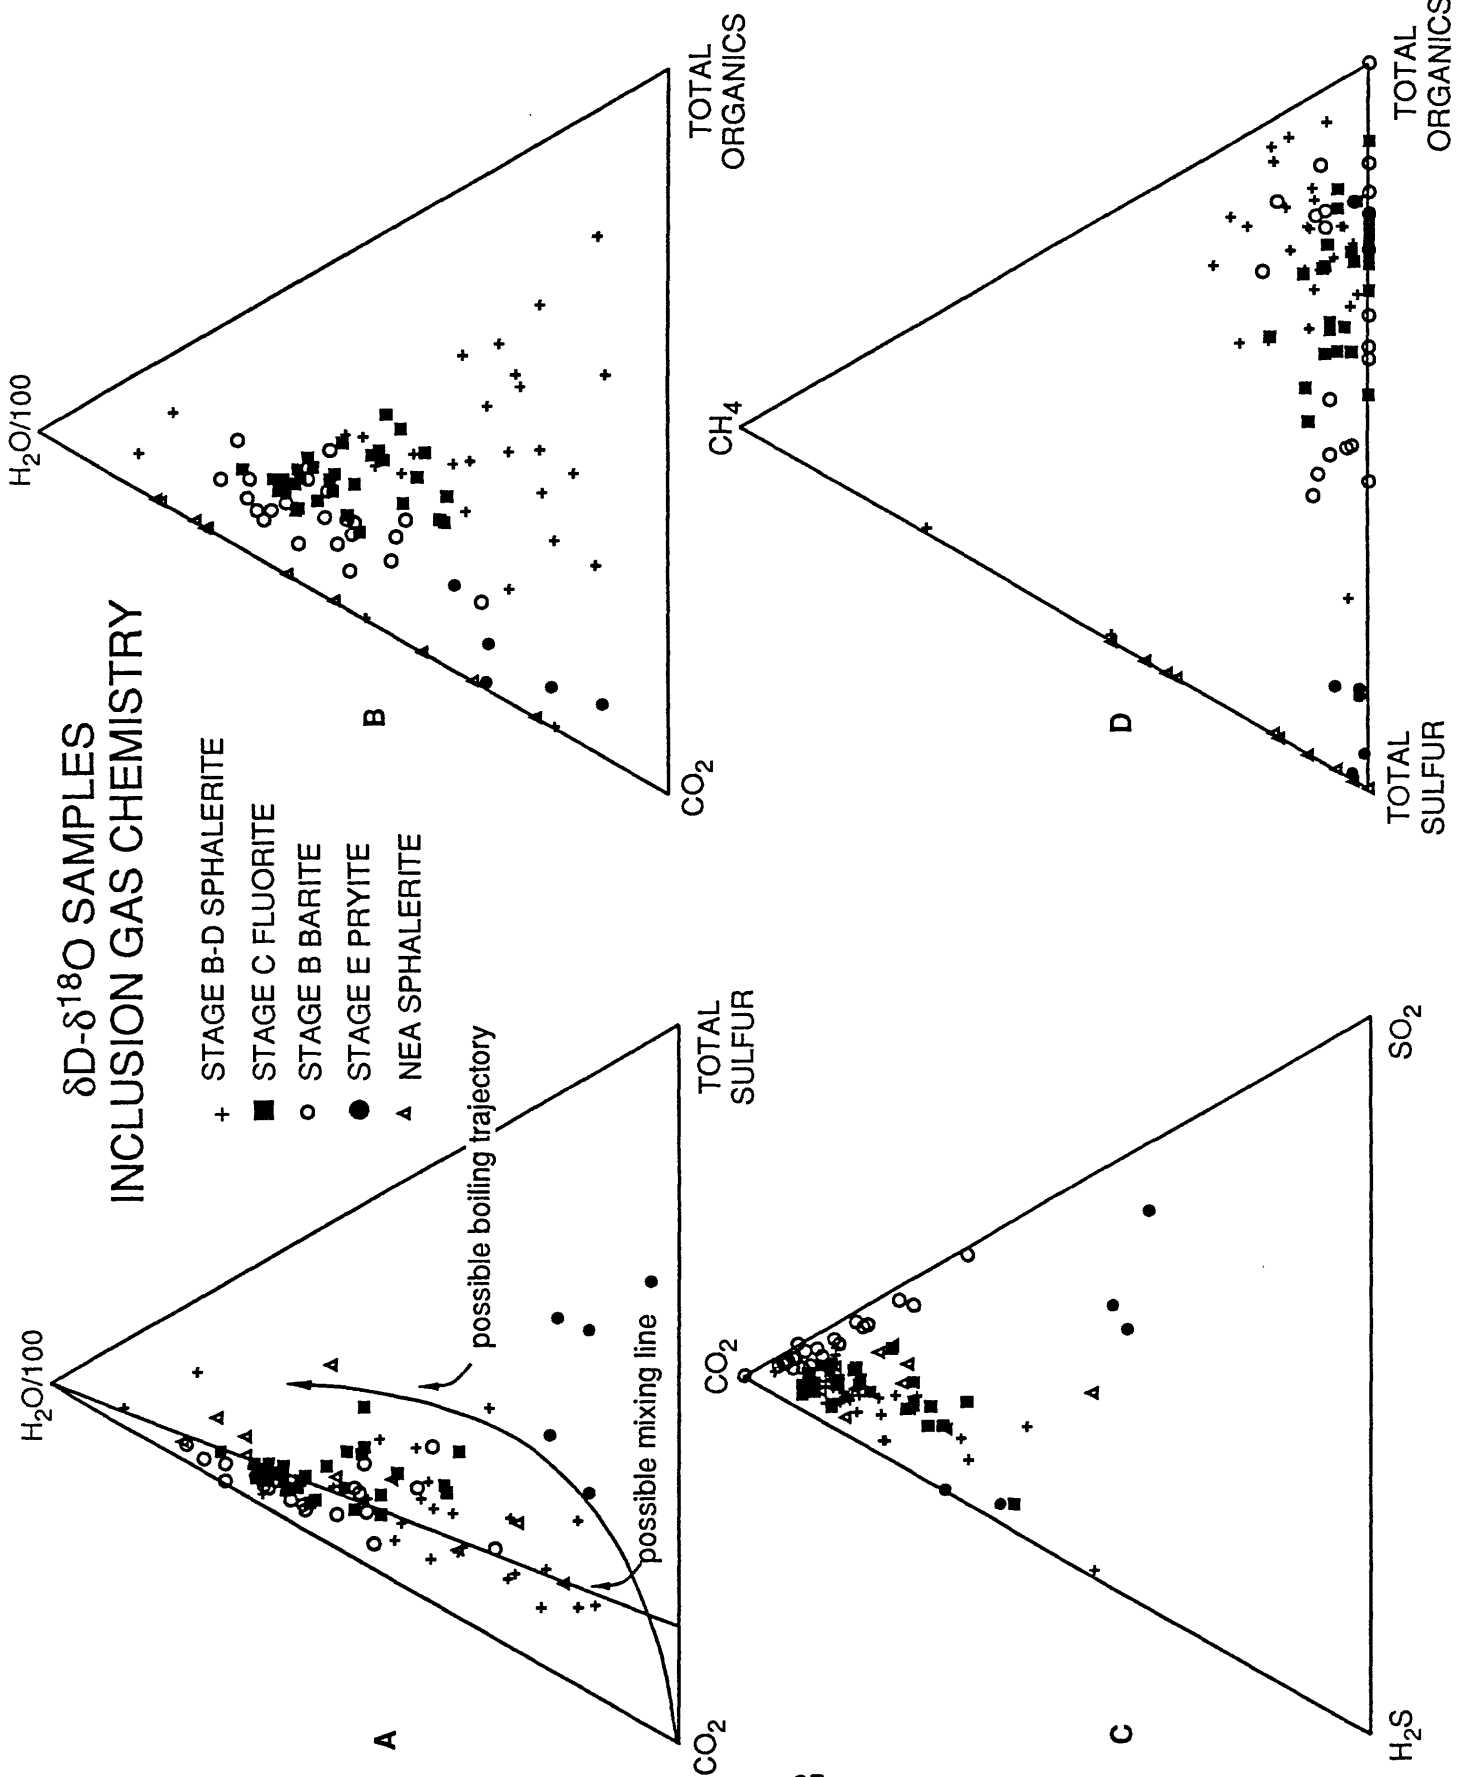 δD-δ18O SAMPLES
INCLUSION GAS CHEMISTRY
+ STAGE B-D SPHALERITE
■ STAGE C FLUORITE
○ STAGE B BARITE
● STAGE E PRYITE
△ NEA SPHALERITE
A
H2O/100
CO2
TOTAL
SULFUR
possible boiling trajectory
possible mixing line
B
H2O/100
CO2
TOTAL
ORGANICS
C
CO2
H2S
SO2
D
CH4
TOTAL
SULFUR
TOTAL
ORGANICS